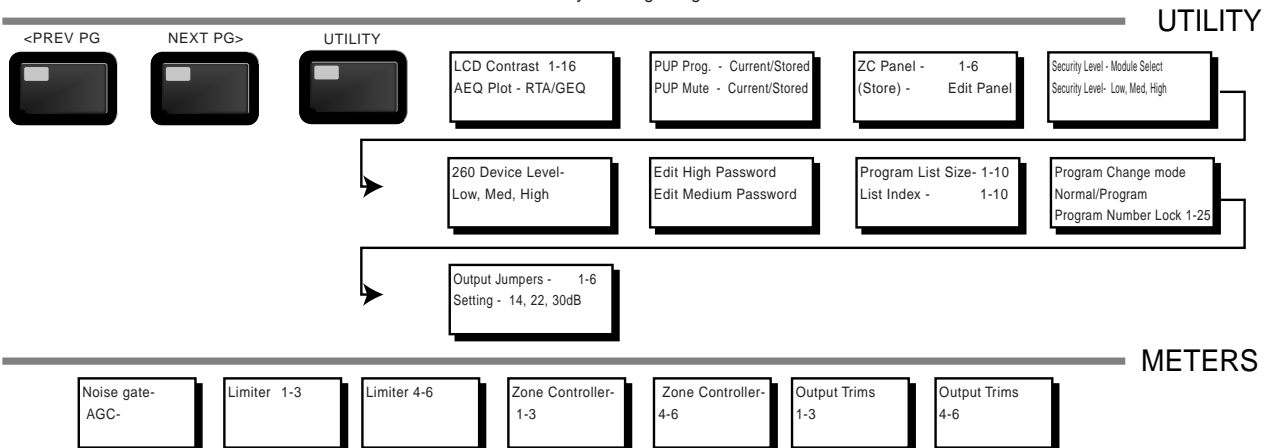 UTILITY
<PREV PG NEXT PG> UTILITY
LCD Contrast 1-16
AEQ Plot - RTA/GEQ
PUP Prog. - Current/Stored
PUP Mute - Current/Stored
ZC Panel - 1-6
(Store) - Edit Panel
Security Level - Module Select
Security Level- Low, Med, High
260 Device Level-
Low, Med, High
Edit High Password
Edit Medium Password
Program List Size- 1-10
List Index - 1-10
Program Change mode
Normal/Program
Program Number Lock 1-25
Output Jumpers - 1-6
Setting - 14, 22, 30dB
METERS
Noise gate-
AGC-
Limiter 1-3
Limiter 4-6
Zone Controller-
1-3
Zone Controller-
4-6
Output Trims
1-3
Output Trims
4-6